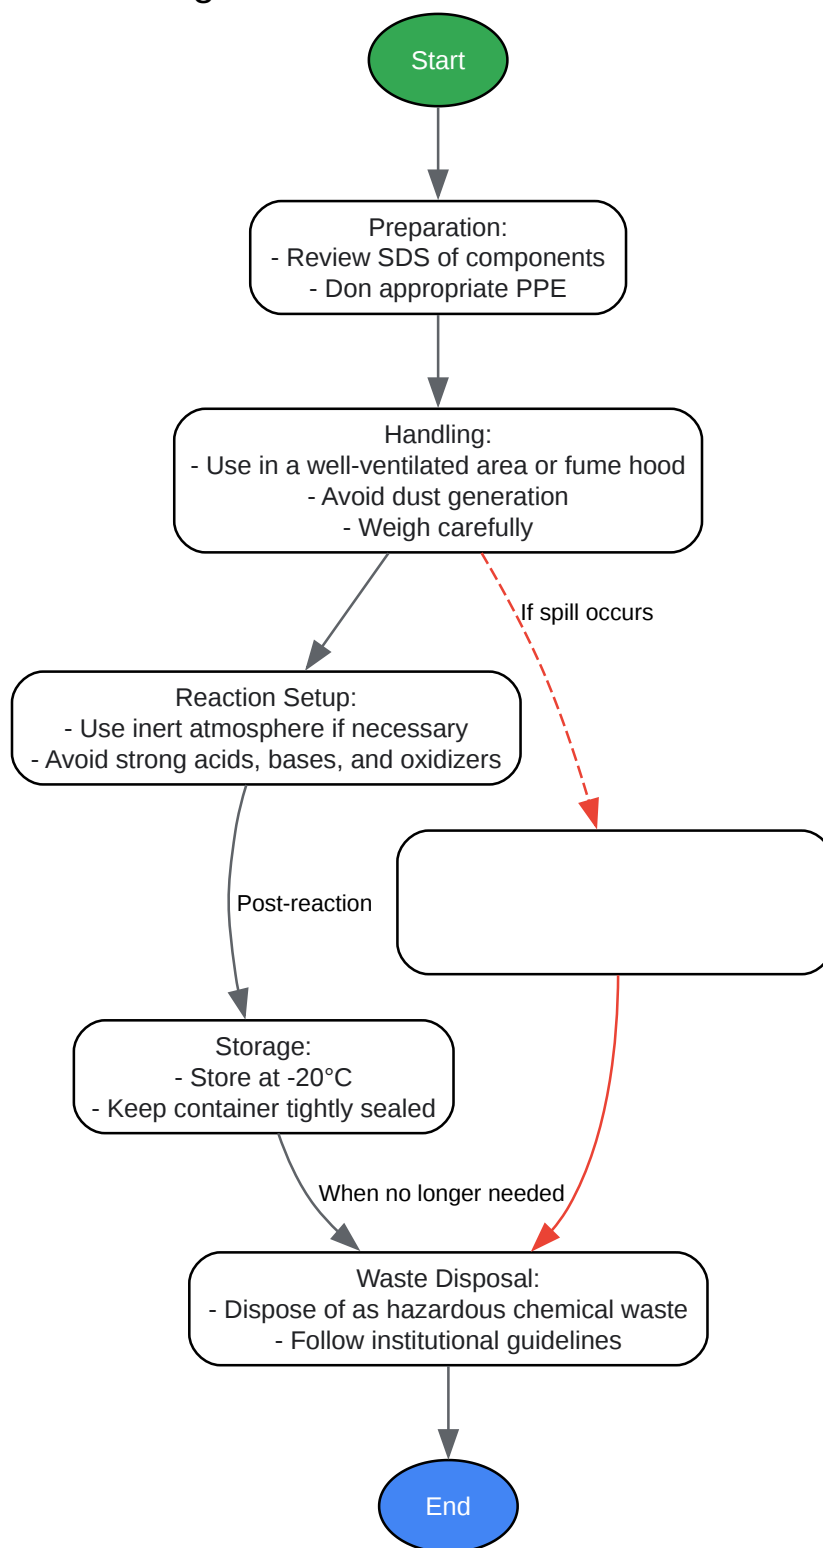 Start
Preparation:
- Review SDS of components
- Don appropriate PPE
Handling:
- Use in a well-ventilated area or fume hood
- Avoid dust generation
- Weigh carefully
If spill occurs
Reaction Setup:
- Use inert atmosphere if necessary
- Avoid strong acids, bases, and oxidizers
Post-reaction
Storage:
- Store at -20°C
- Keep container tightly sealed
When no longer needed
Waste Disposal:
- Dispose of as hazardous chemical waste
- Follow institutional guidelines
End